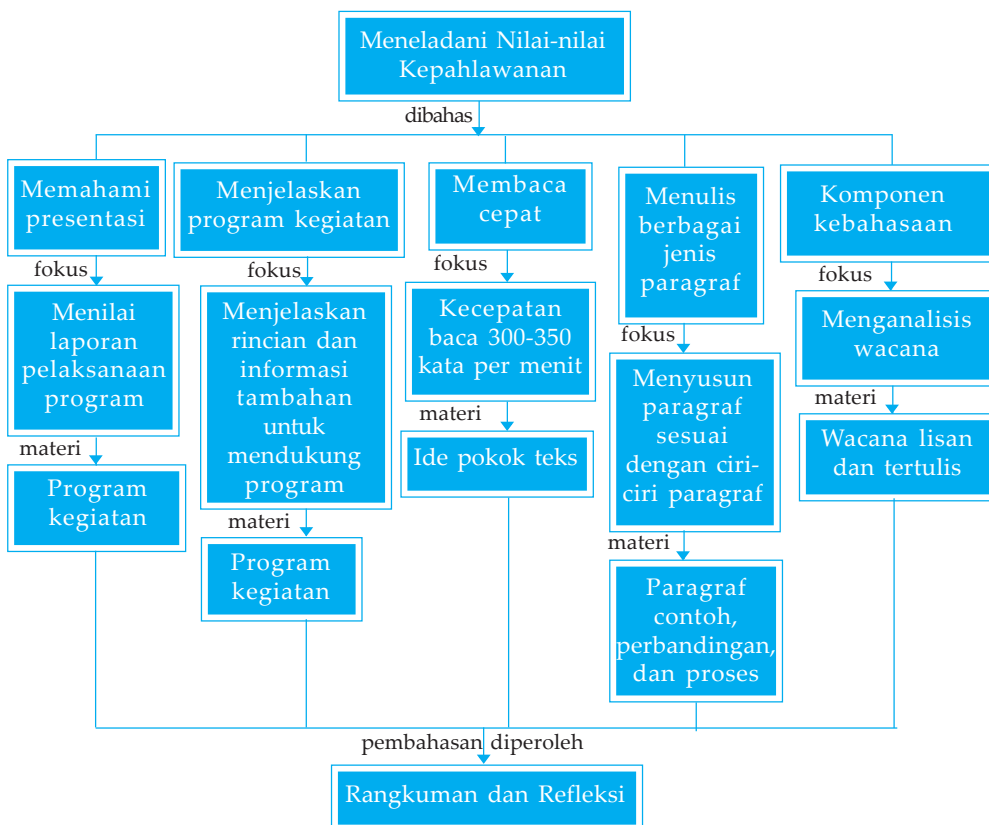 Meneladani Nilai-nilai
Kepahlawanan
dibahas
Memahami
presentasi
fokus
Menilai
laporan
pelaksanaan
program
materi
Program
kegiatan
Menjelaskan
program kegiatan
fokus
Menjelaskan
rincian dan
informasi
tambahan
untuk
mendukung
program
materi
Program
kegiatan
Membaca
cepat
fokus
Kecepatan
baca 300-350
kata per menit
materi
Ide pokok teks
Menulis
berbagai
jenis
paragraf
fokus
Menyusun
paragraf
sesuai
dengan ciri-
ciri paragraf
materi
Paragraf
contoh,
perbandingan,
dan proses
Komponen
kebahasaan
fokus
Menganalisis
wacana
materi
Wacana lisan
dan tertulis
pembahasan diperoleh
Rangkuman dan Refleksi